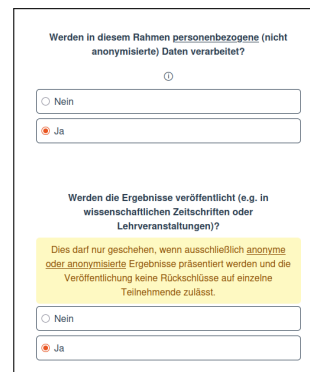 Werden in diesem Rahmen personenbezogene (nicht
anonymisierte) Daten verarbeitet?
Nein
Ja
Werden die Ergebnisse veröffentlicht (e.g. in
wissenschaftlichen Zeitschriften oder
Lehrveranstaltungen)?
Dies darf nur geschehen, wenn ausschließlich anonyme
oder anonymisierte Ergebnisse präsentiert werden und die
Veröffentlichung keine Rückschlüsse auf einzelne
Teilnehmende zulässt.
Nein
Ja